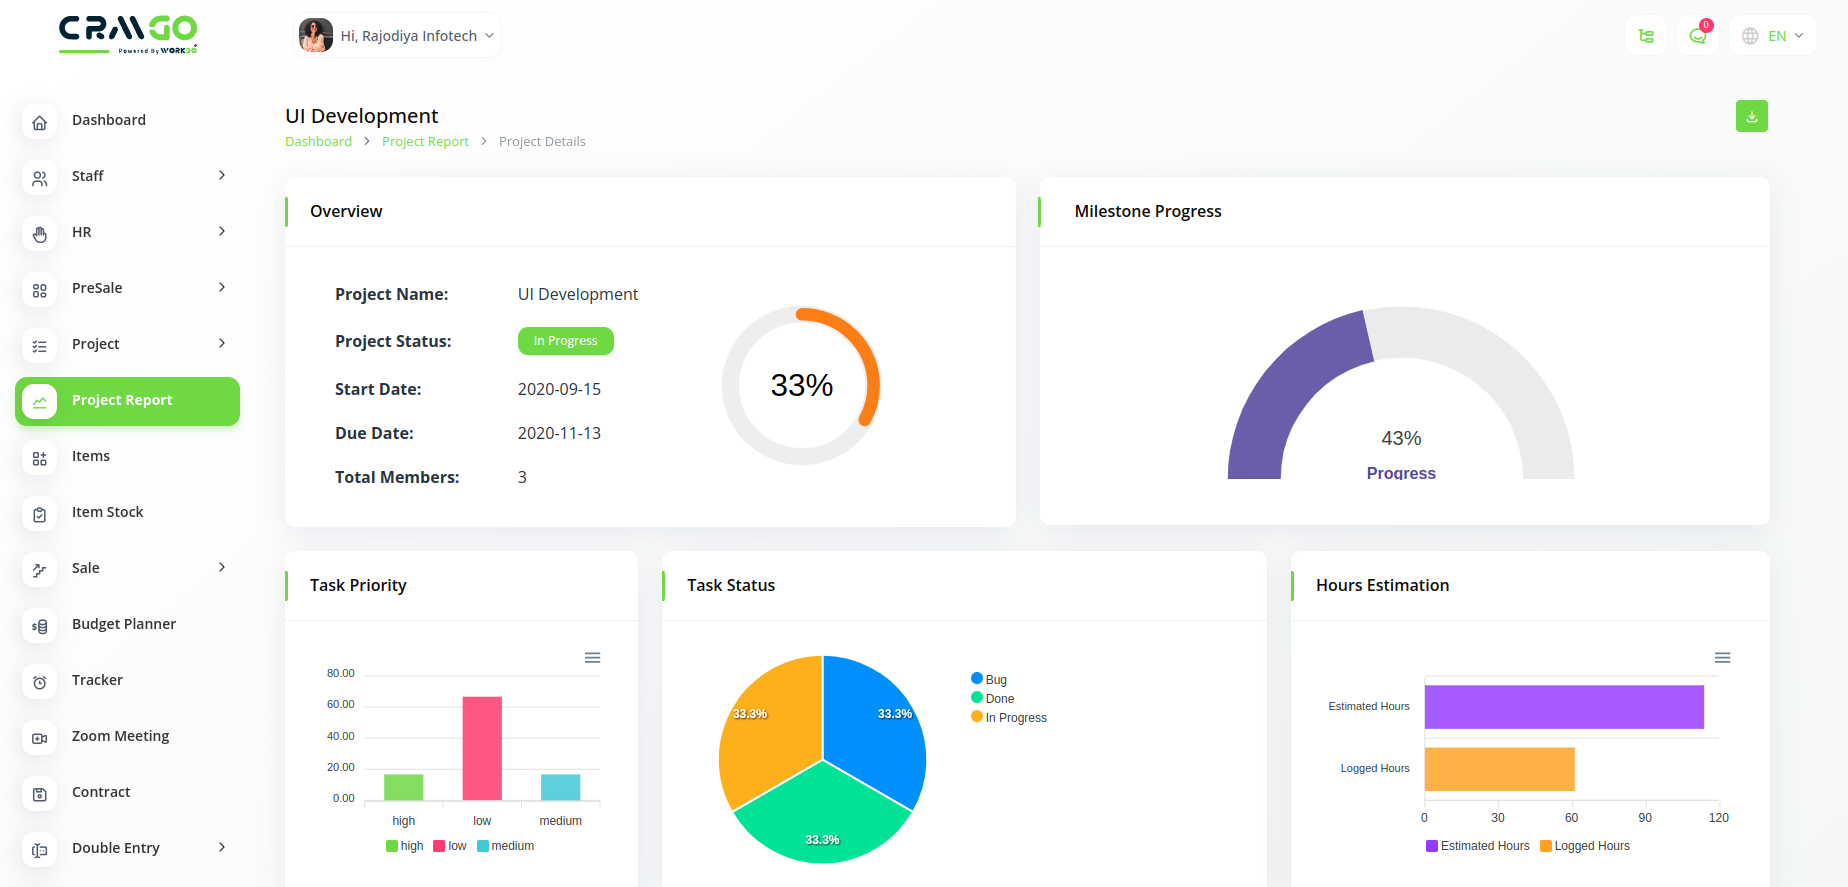 CRMGO
Powered By WORKDO
Hi, Rajodiya Infotech
0
EN
Dashboard
Staff
HR
PreSale
Project
Project Report
Items
Item Stock
Sale
Budget Planner
Tracker
Zoom Meeting
Contract
Double Entry
UI Development
Dashboard > Project Report > Project Details
Overview
Project Name: UI Development
Project Status: In Progress
Start Date: 2020-09-15
Due Date: 2020-11-13
Total Members: 3
33%
Milestone Progress
43%
Progress
Task Priority
80.00
60.00
40.00
20.00
0.00
high low medium
high low medium
Task Status
33.3%
33.3%
33.3%
Bug
Done
In Progress
Hours Estimation
Estimated Hours
Logged Hours
0 30 60 90 120
Estimated Hours Logged Hours